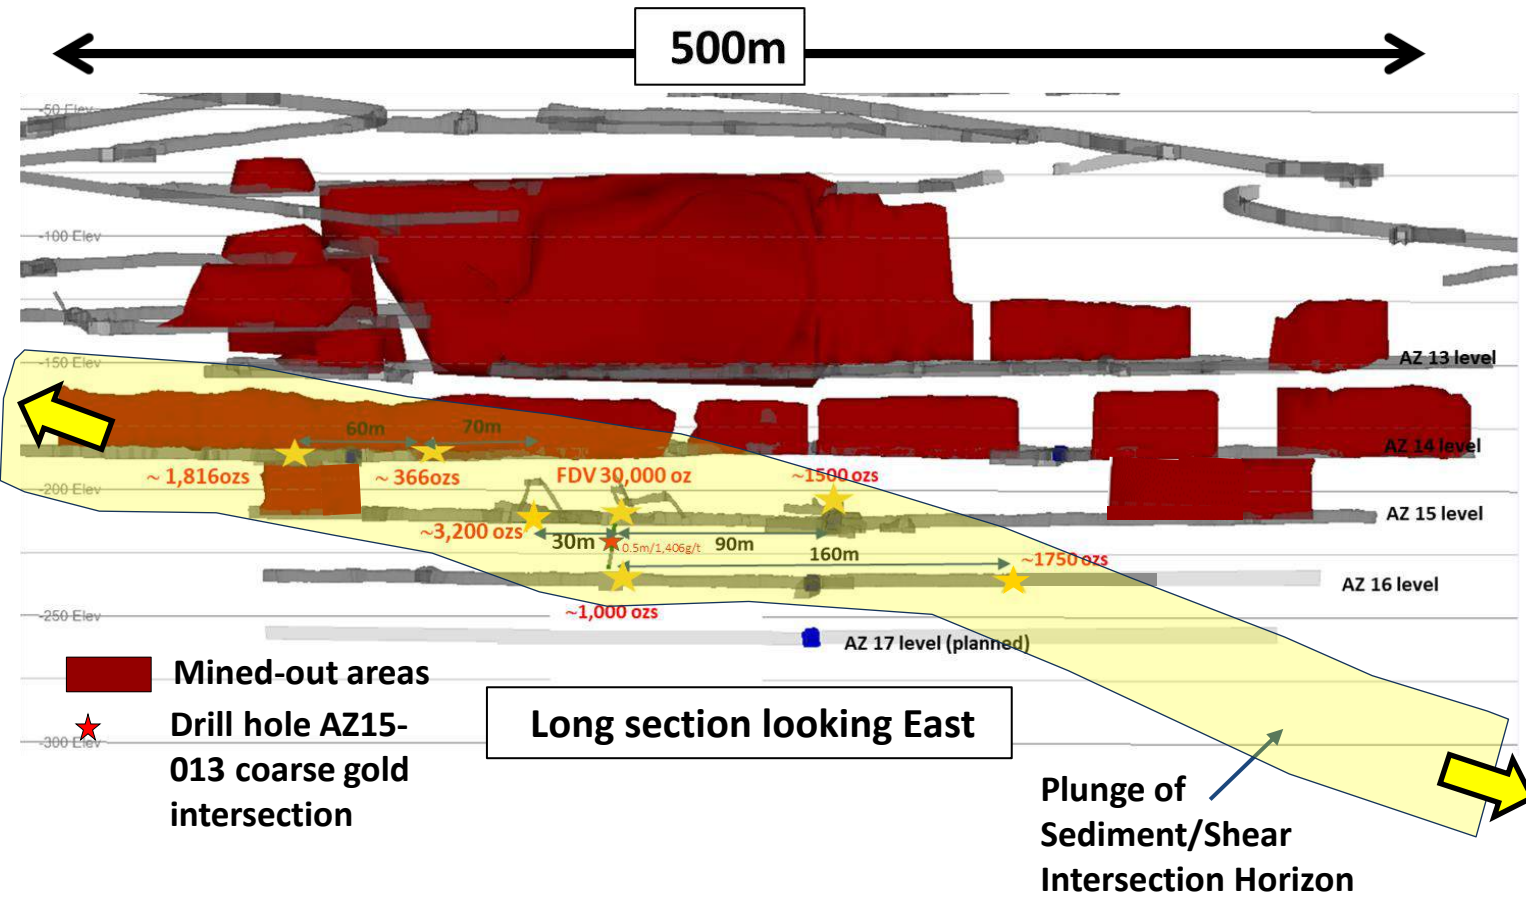 500m
-50 Elev
-100 Elev
-150 Elev
AZ 13 level
60m
70m
AZ 14 level
~ 1,816ozs
~ 366ozs
FDV 30,000 oz
~1500 ozs
-200 Elev
AZ 15 level
~3,200 ozs
30m
0.5m/1,406g/t
90m
160m
~1750 ozs
AZ 16 level
~1,000 ozs
-250 Elev
AZ 17 level (planned)
Mined-out areas
Drill hole AZ15-
013 coarse gold
intersection
-300 Elev
Long section looking East
Plunge of
Sediment/Shear
Intersection Horizon